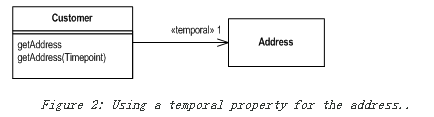 Customer
getAddress
getAddress(Timepoint)
«temporal» 1
Address
Figure 2: Using a temporal property for the address..